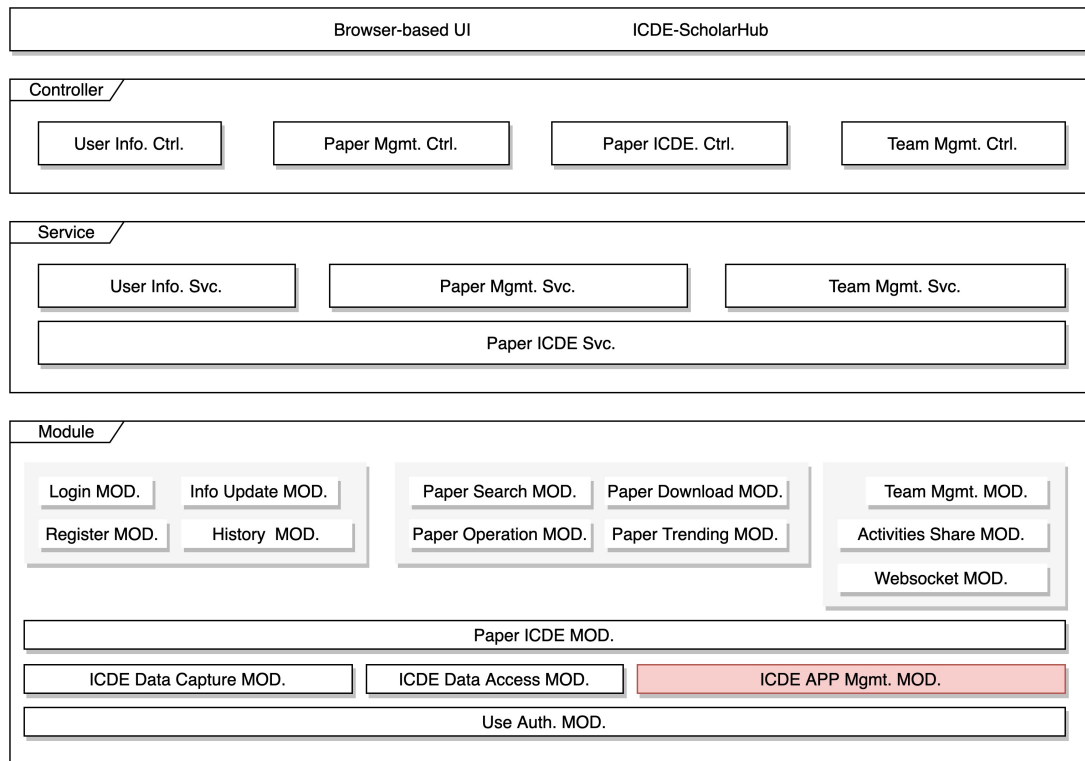 Browser-based UI ICDE-ScholarHub
Controller
User Info. Ctrl. Paper Mgmt. Ctrl. Paper ICDE. Ctrl. Team Mgmt. Ctrl.
Service
User Info. Svc. Paper Mgmt. Svc. Team Mgmt. Svc.
Paper ICDE Svc.
Module
Login MOD. Info Update MOD. Paper Search MOD. Paper Download MOD. Team Mgmt. MOD.
Register MOD. History MOD. Paper Operation MOD. Paper Trending MOD. Activities Share MOD.
Websocket MOD.
Paper ICDE MOD.
ICDE Data Capture MOD. ICDE Data Access MOD. ICDE APP Mgmt. MOD.
Use Auth. MOD.